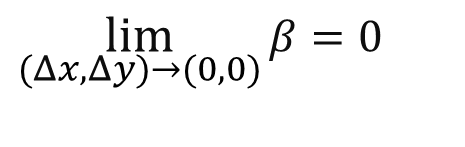 lim β = 0
(Δx,Δy)→(0,0)